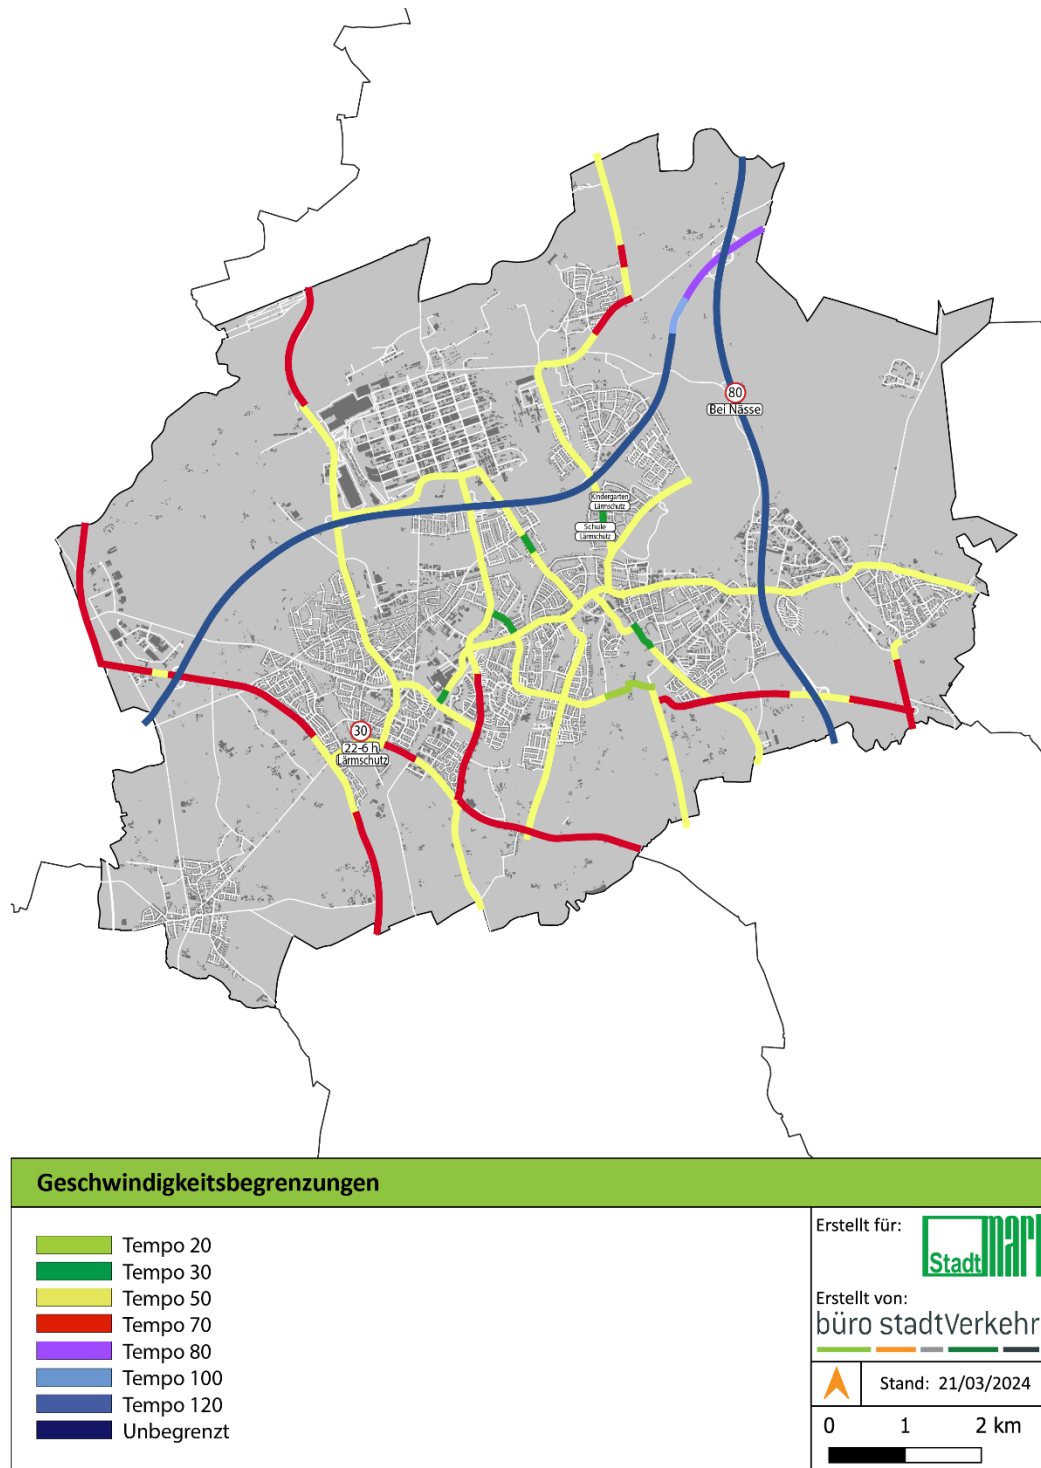 80
Bei Nässe
Kindergarten
Lärmschutz
Schule
Lärmschutz
30
22-6 h
Lärmschutz
Geschwindigkeitsbegrenzungen
Tempo 20
Tempo 30
Tempo 50
Tempo 70
Tempo 80
Tempo 100
Tempo 120
Unbegrenzt
Erstellt für:
Stadt marl
Erstellt von:
büro stadtVerkehr
Stand: 21/03/2024
0 1 2 km